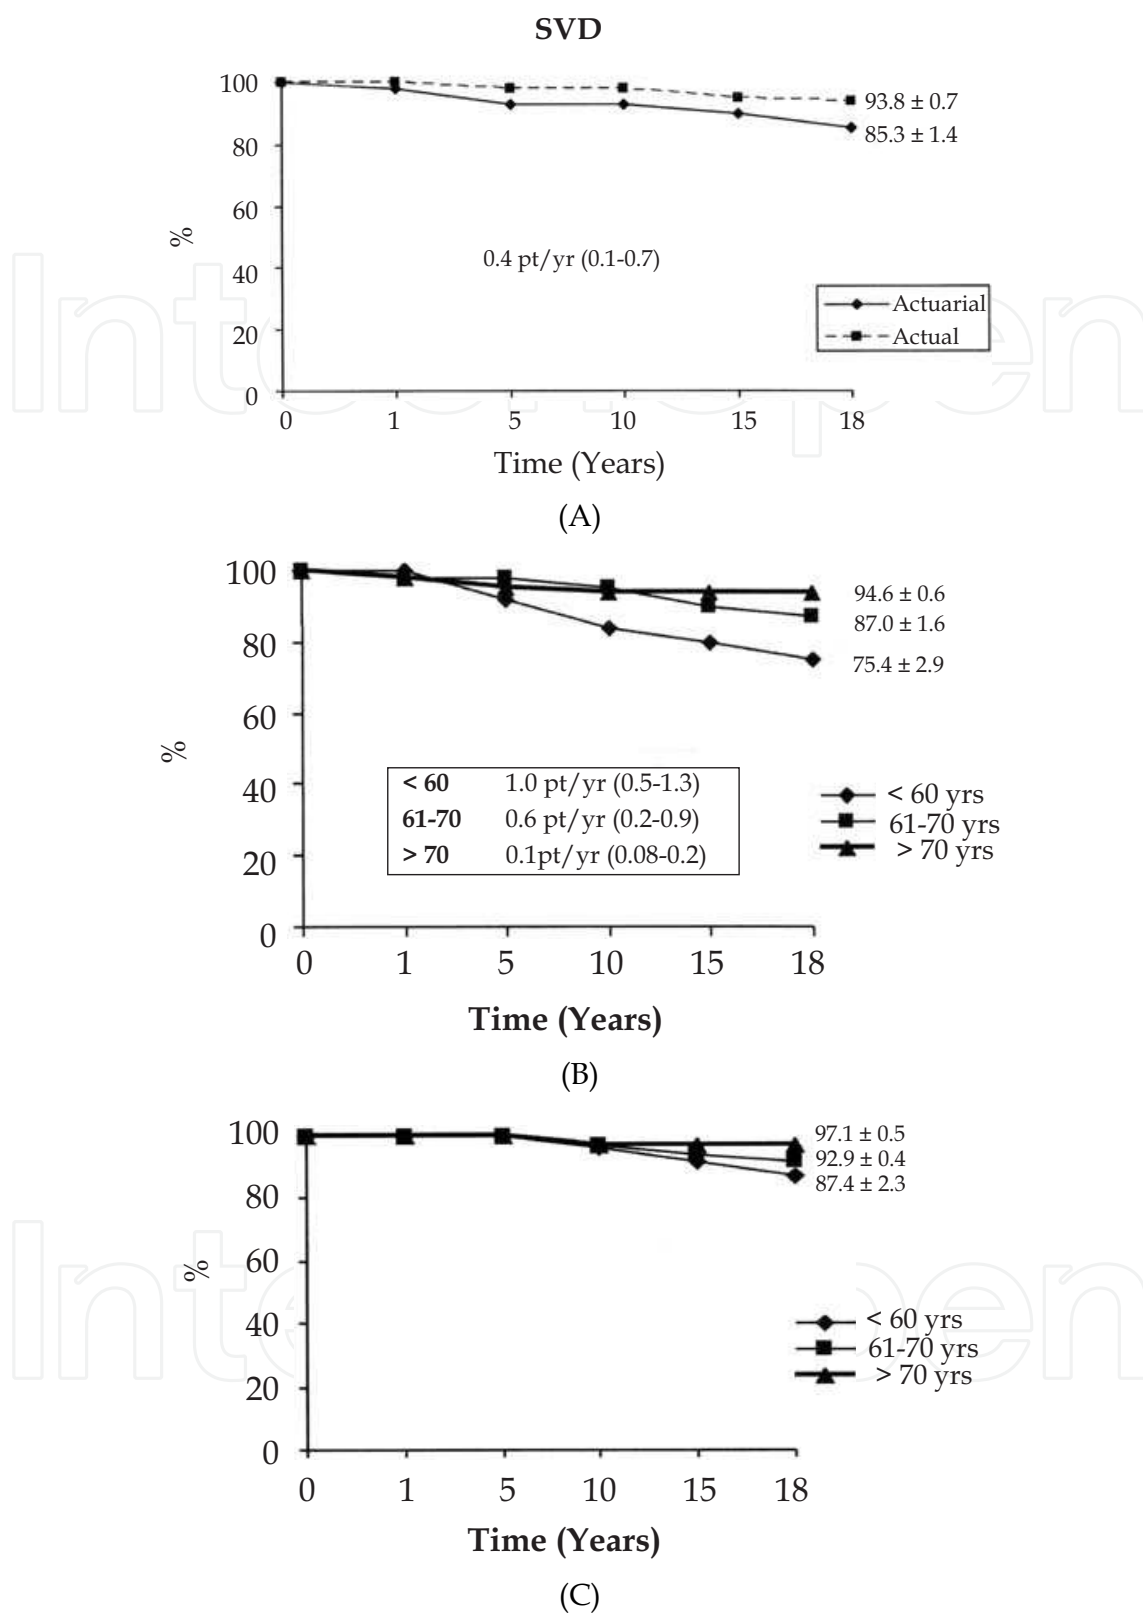 SVD
100
80
60
40
20
0
%
93.8 ± 0.7
85.3 ± 1.4
0.4 pt/yr (0.1-0.7)
Actuarial
Actual
0 1 5 10 15 18
Time (Years)
(A)
100
80
60
40
20
0
%
94.6 ± 0.6
87.0 ± 1.6
75.4 ± 2.9
< 60 1.0 pt/yr (0.5-1.3)
61-70 0.6 pt/yr (0.2-0.9)
> 70 0.1pt/yr (0.08-0.2)
< 60 yrs
61-70 yrs
> 70 yrs
0 1 5 10 15 18
Time (Years)
(B)
100
80
60
40
20
0
%
97.1 ± 0.5
92.9 ± 0.4
87.4 ± 2.3
< 60 yrs
61-70 yrs
> 70 yrs
0 1 5 10 15 18
Time (Years)
(C)